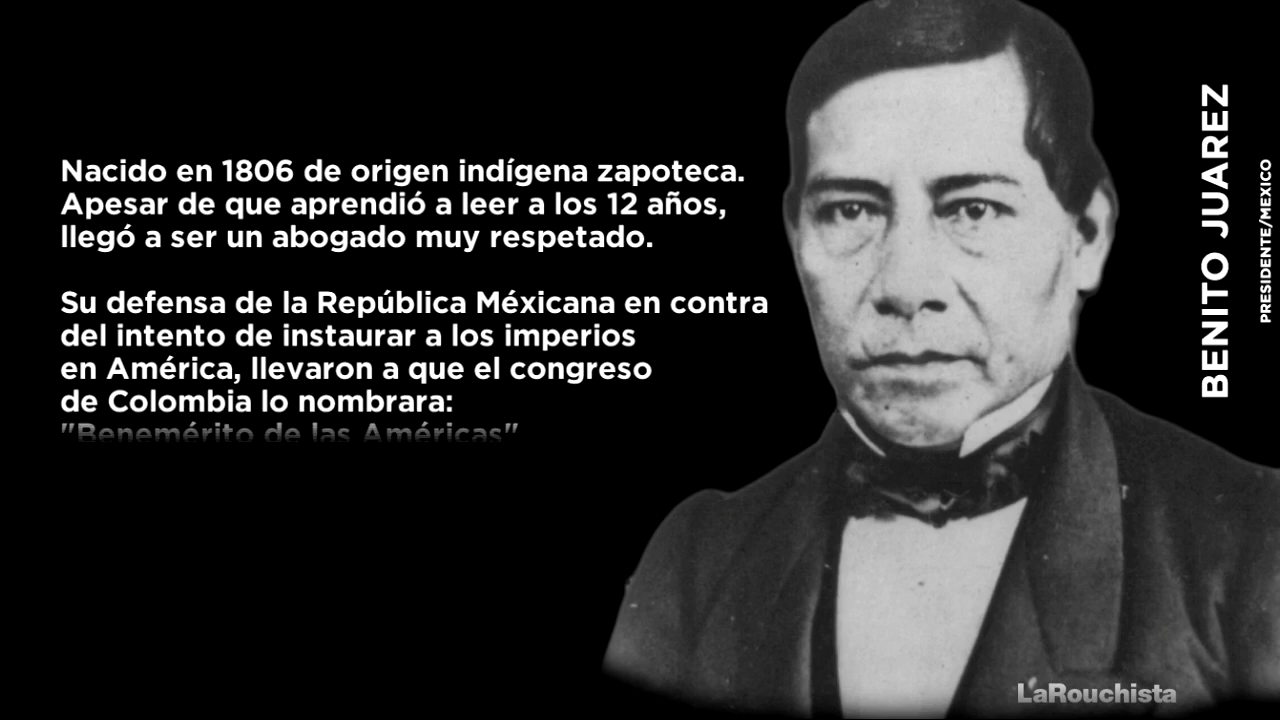 Nacido en 1806 de origen indígena zapoteca.
Apesar de que aprendió a leer a los 12 años,
llegó a ser un abogado muy respetado.
Su defensa de la República Méxicana en contra
del intento de instaurar a los imperios
en América, llevaron a que el congreso
de Colombia lo nombrara:
"Benemérito de las Américas"
BENITO JUAREZ
PRESIDENTE/MEXICO
LaRouchista